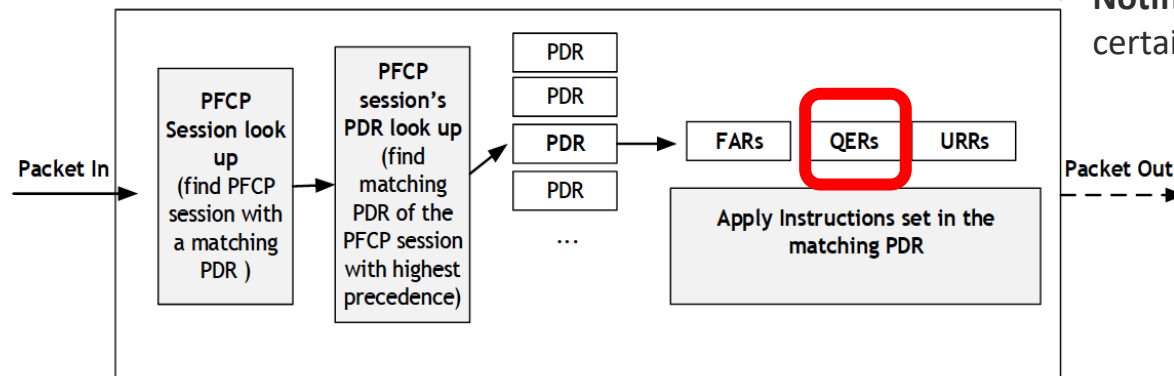 certai
Packet In
PFCP
Session look
up
(find PFCP
session with
a matching
PDR )
PFCP
session's
PDR look up
(find
matching
PDR of the
PFCP session
with highest
precedence)
PDR
PDR
PDR
PDR
...
FARs
QERs
URRs
Apply Instructions set in the
matching PDR
Packet Out